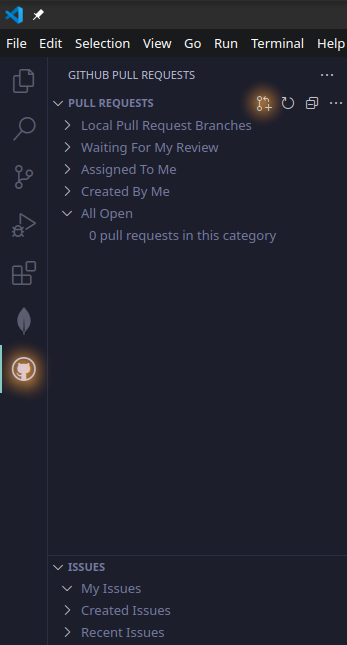 File Edit Selection View Go Run Terminal Help
GITHUB PULL REQUESTS
PULL REQUESTS
Local Pull Request Branches
Waiting For My Review
Assigned To Me
Created By Me
All Open
0 pull requests in this category
ISSUES
My Issues
Created Issues
Recent Issues